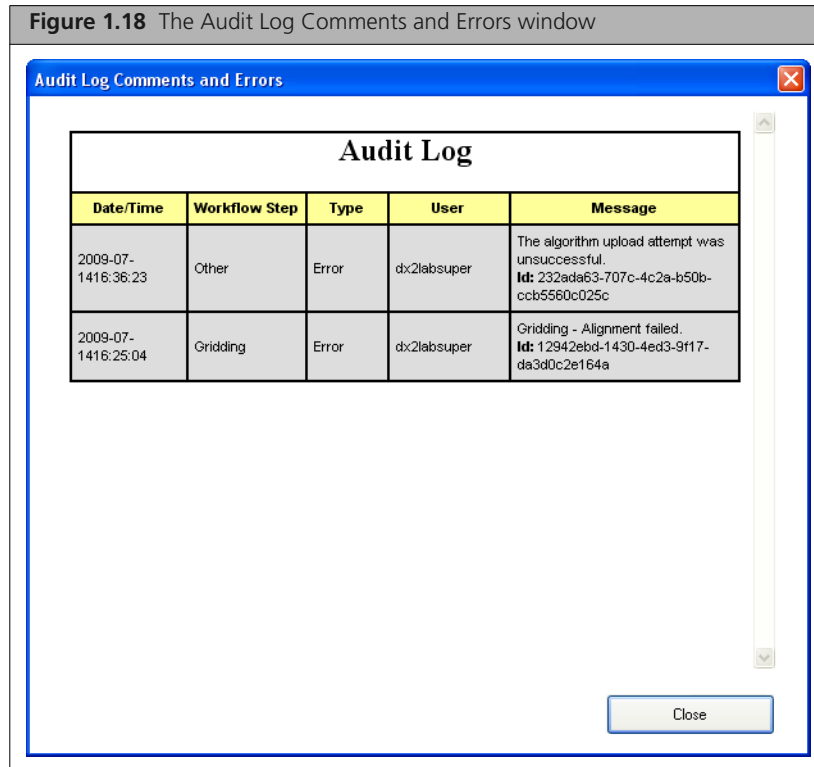 Figure 1.18 The Audit Log Comments and Errors window
Audit Log Comments and Errors
Audit Log
Date/Time Workflow Step Type User Message
2009-07-
1416:36:23
Other
Error
dx2labsuper
The algorithm upload attempt was
unsuccessful.
Id: 232ada63-707c-4c2a-b50b-
ccb5560c025c
2009-07-
1416:25:04
Gridding
Error
dx2labsuper
Gridding - Alignment failed.
Id: 12942ebd-1430-4ed3-9f17-
da3d0c2e164a
Close